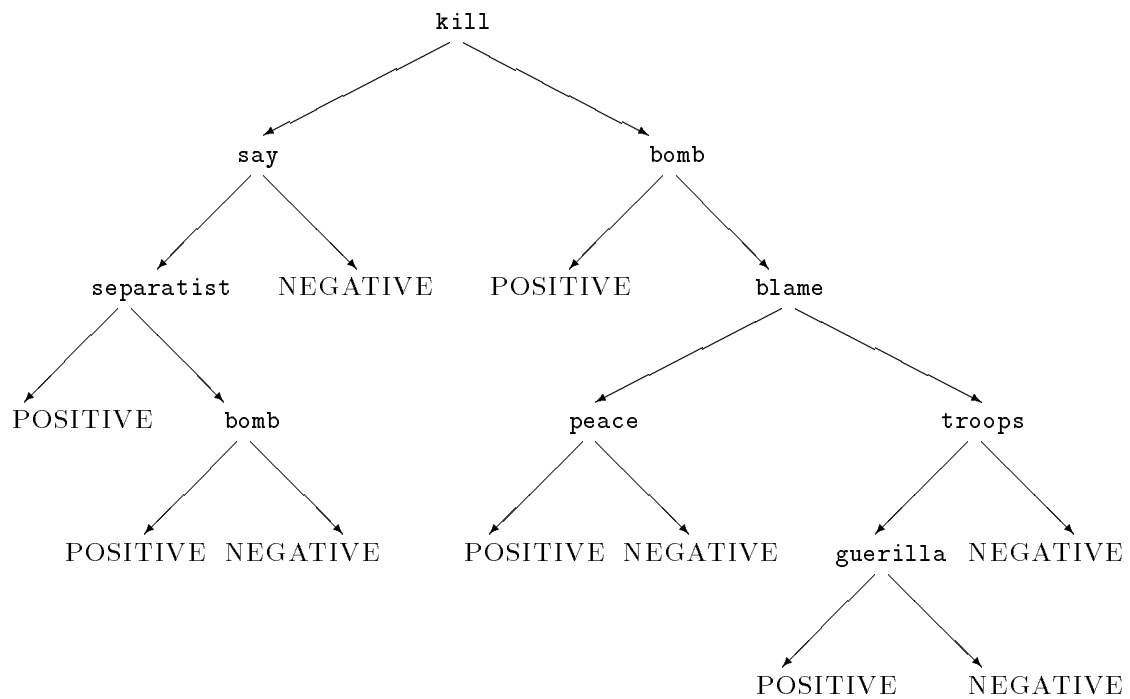 kill
say bomb
separatist NEGATIVE POSITIVE blame
POSITIVE bomb peace troops
POSITIVE NEGATIVE POSITIVE NEGATIVE guerilla NEGATIVE
POSITIVE NEGATIVE